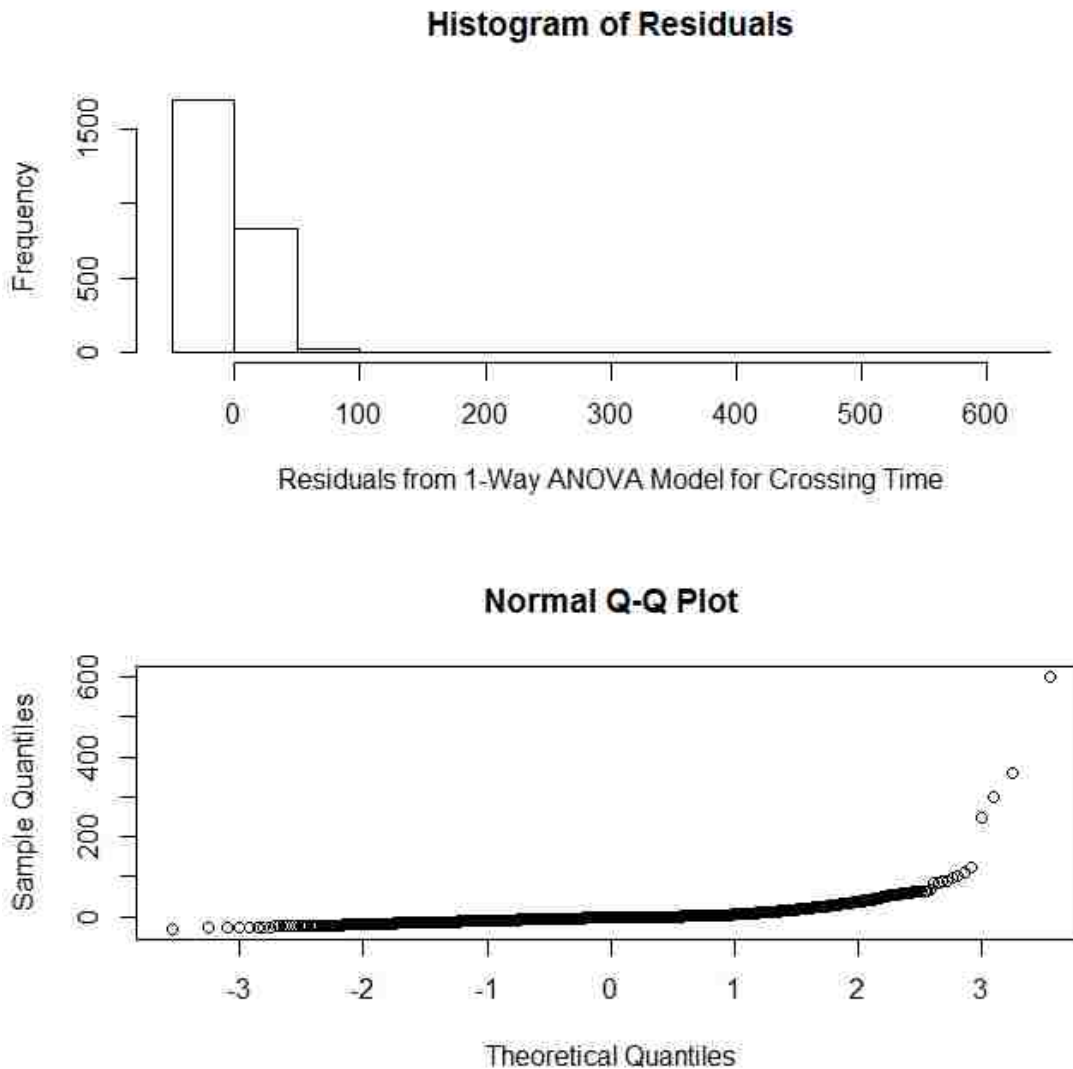 Histogram of Residuals
Frequency
0 500 1500
0 100 200 300 400 500 600
Residuals from 1-Way ANOVA Model for Crossing Time
Normal Q-Q Plot
Sample Quantiles
0 200 400 600
-3 -2 -1 0 1 2 3
Theoretical Quantiles